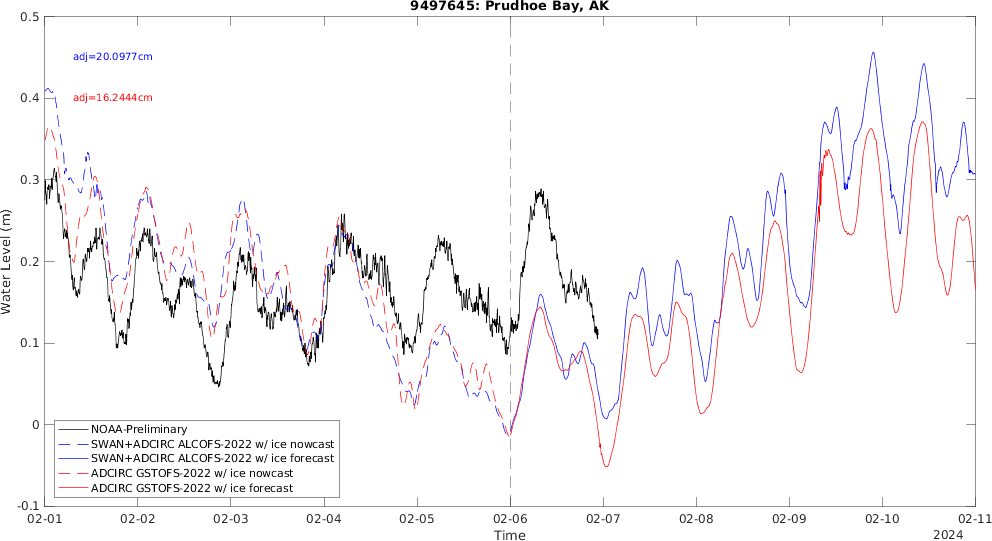 9497645: Prudhoe Bay, AK
adj=20.0977cm
adj=16.2444cm
Water Level (m)
0.5
0.4
0.3
0.2
0.1
0
-0.1
NOAA-Preliminary
SWAN+ADCIRC ALCOFS-2022 w/ ice nowcast
SWAN+ADCIRC ALCOFS-2022 w/ ice forecast
ADCIRC GSTOFS-2022 w/ ice nowcast
ADCIRC GSTOFS-2022 w/ ice forecast
02-01 02-02 02-03 02-04 02-05 02-06 02-07 02-08 02-09 02-10 02-11
Time
2024